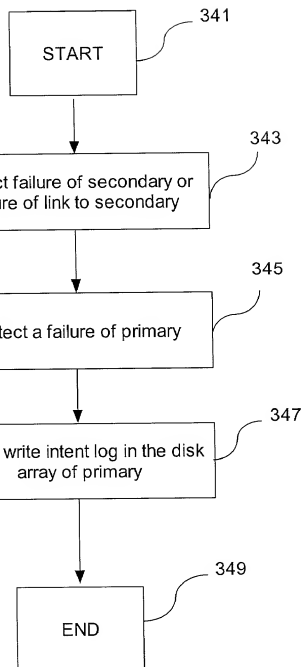 341
START
343
ct failure of secondary or
re of link to secondary
345
tect a failure of primary
347
write intent log in the disk
array of primary
349
END